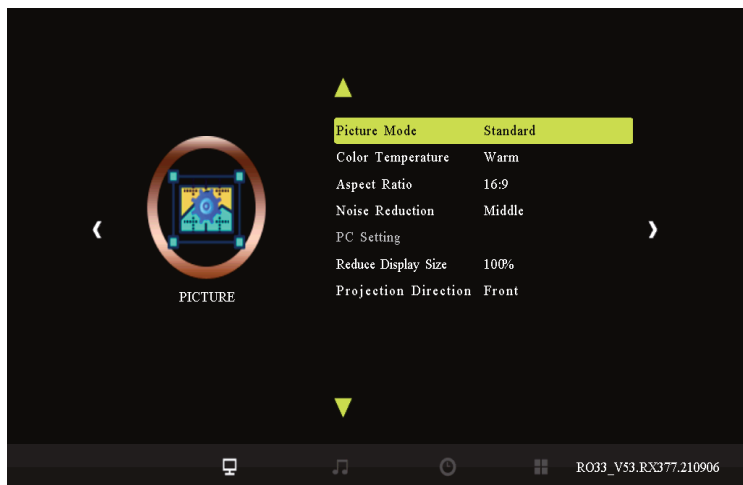 Picture Mode Standard
Color Temperature Warm
Aspect Ratio 16:9
Noise Reduction Middle
PC Setting
Reduce Display Size 100%
Projection Direction Front
PICTURE
RO33_V53.RX377.210906